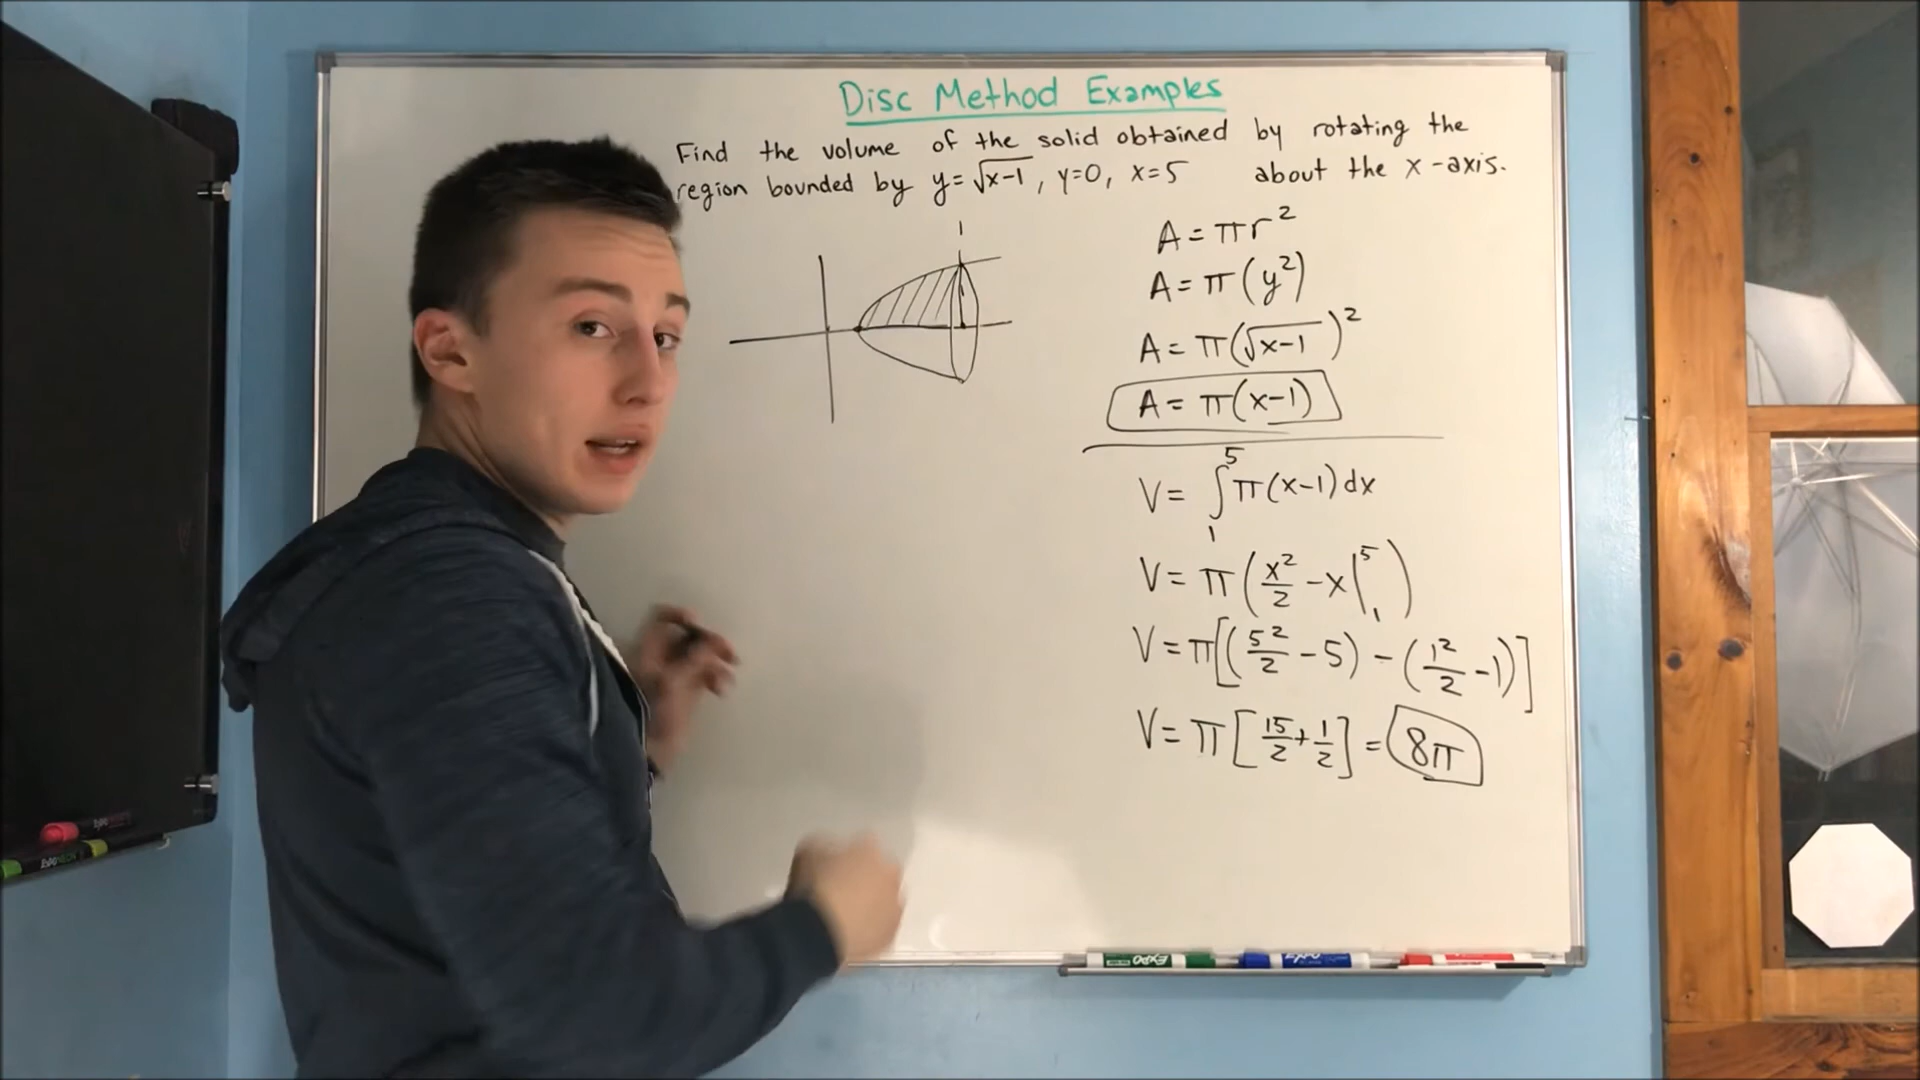 Disc Method Examples
Find the volume of the solid obtained by rotating the
region bounded by y=√x-1, y=0, x=5 about the x-axis.
A = πr²
A = π(y²)
A = π(√x-1)²
A = π(x-1)
V = ∫₁⁵ π(x-1)dx
V = π(x²/2 - x|₁⁵)
V = π[(5²/2 - 5) - (1²/2 - 1)]
V = π[15/2 + 1/2] = 8π
EXPO